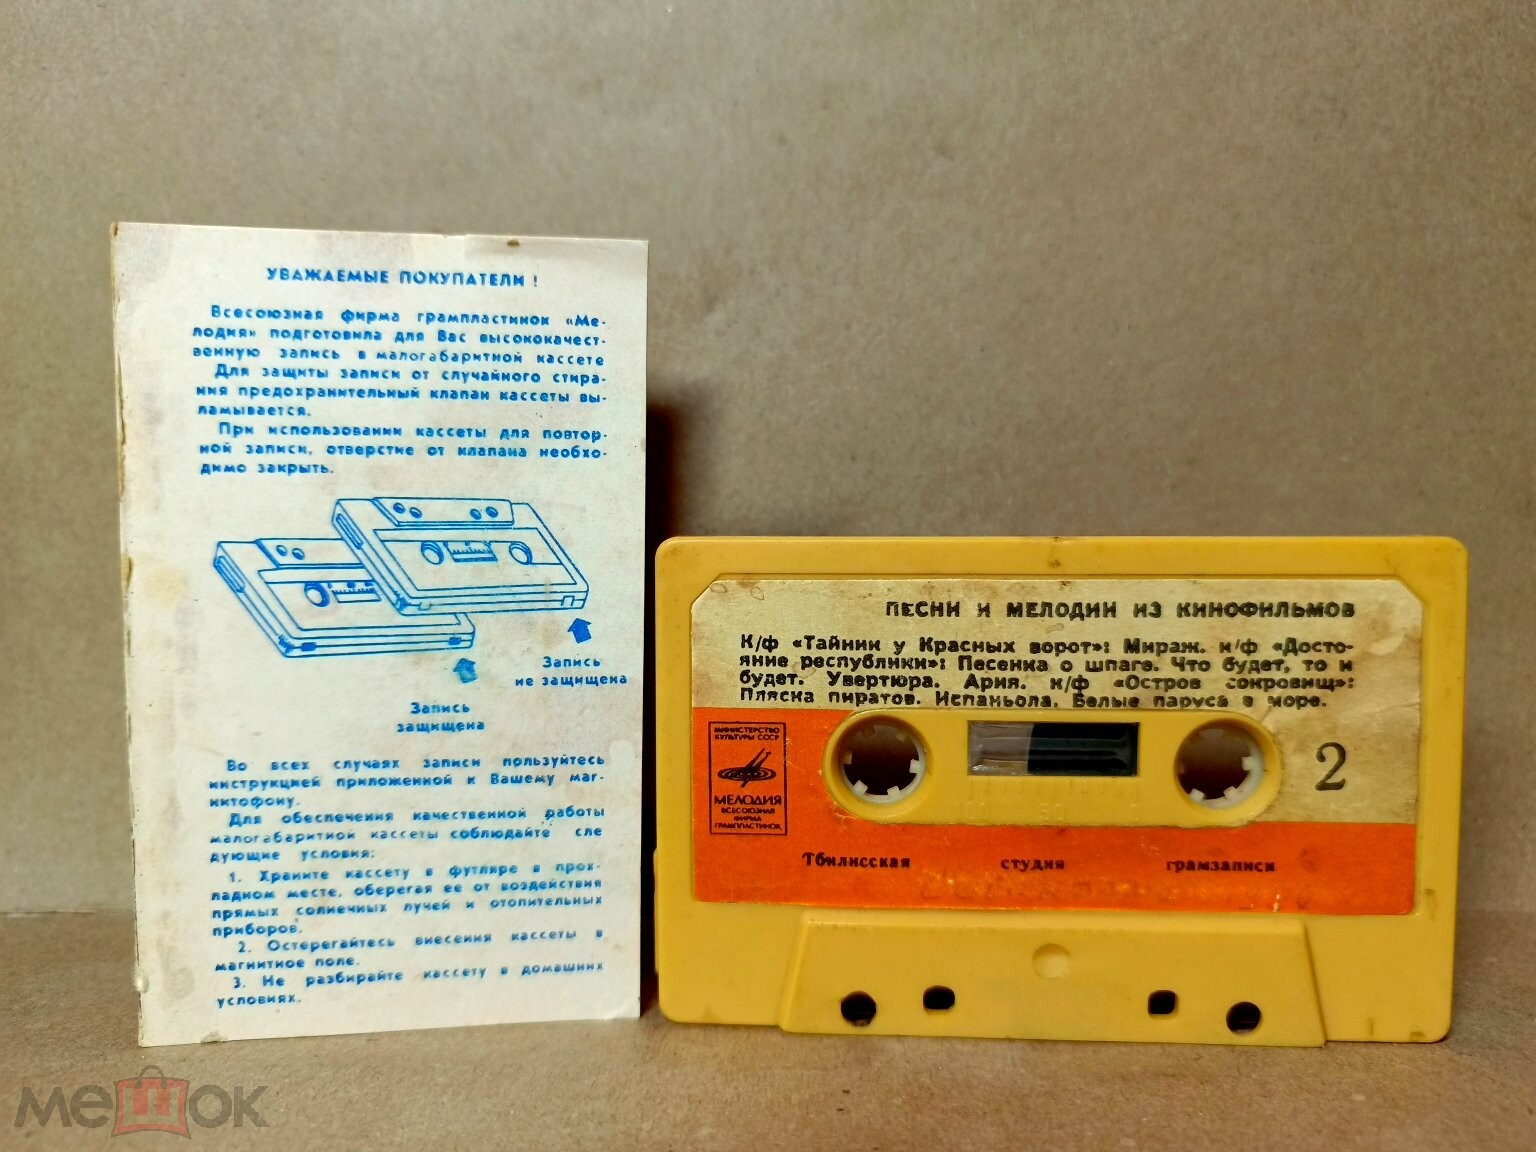 УВАЖАЕМЫЕ ПОКУПАТЕЛИ !
Всесоюзная фирма грампластинок «Ме-
лодия» подготовила для Вас высококачест-
венную запись в малогабаритной кассете
Для защиты записи от случайного стира-
ния предохранительный клапан кассеты вы-
ламывается.
При использовании кассеты для повтор-
ной записи, отверстие от клапана необхо-
димо закрыть.
Запись
не защищена
Запись
защищена
Во всех случаях записи пользуйтесь
инструкцией приложенной к Вашему маг-
нитофону.
Для обеспечения качественной работы
малогабаритной кассеты соблюдайте сле
дующие условия:
1. Храните кассету в футляре в прох-
ладном месте, оберегая ее от воздействия
прямых солнечных лучей и отопительных
приборов.
2. Остерегайтесь внесения кассеты в
магнитное поле.
3. Не разбирайте кассету в домашних
условиях.
ПЕСНИ И МЕЛОДИИ ИЗ КИНОФИЛЬМОВ
К/ф «Тайник у Красных ворот»: Мираж. к/ф «Досто-
яние республики»: Песенка о шпаге. Что будет, то и
будет. Увертюра. Ария. к/ф «Остров сокровищ»:
Пляска пиратов. Испаньола. Белые паруса в море.
МИНИСТЕРСТВО
КУЛЬТУРЫ СССР
МЕЛОДИЯ
ВСЕСОЮЗНАЯ
ФИРМА
ГРАМПЛАСТИНОК
2
Тбилисская студия грамзаписи
мешок